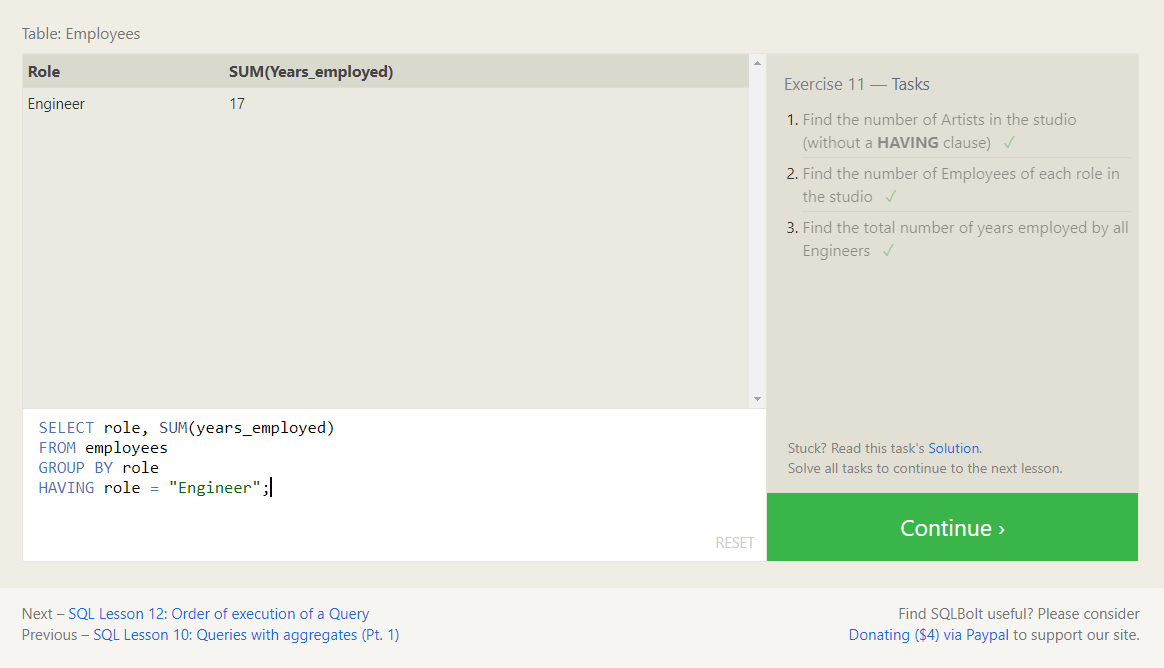 Table: Employees
Role SUM(Years_employed)
Engineer 17
Exercise 11 — Tasks
1. Find the number of Artists in the studio
(without a HAVING clause) ✓
2. Find the number of Employees of each role in
the studio ✓
3. Find the total number of years employed by all
Engineers ✓
SELECT role, SUM(years_employed)
FROM employees
GROUP BY role
HAVING role = "Engineer";
RESET
Stuck? Read this task's Solution.
Solve all tasks to continue to the next lesson.
Continue ›
Next – SQL Lesson 12: Order of execution of a Query
Previous – SQL Lesson 10: Queries with aggregates (Pt. 1)
Find SQLBolt useful? Please consider
Donating ($4) via Paypal to support our site.